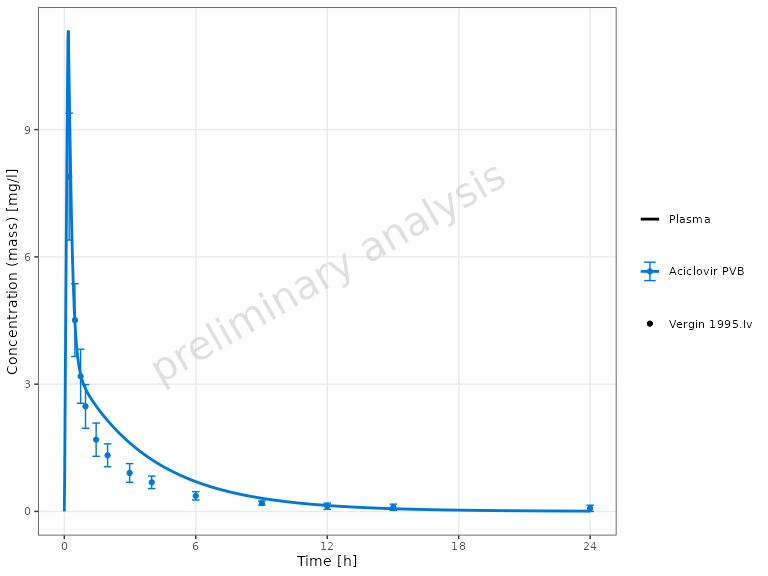 9
6
3
0
Concentration (mass) [mg/l]
preliminary analysis
0 6 12 18 24
Time [h]
Plasma
Aciclovir PVB
Vergin 1995.Iv